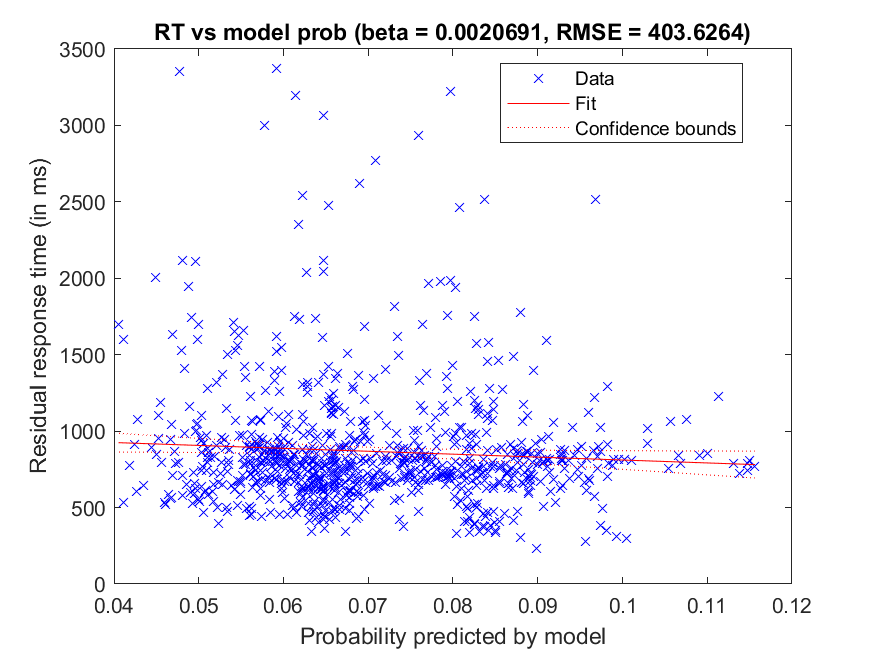 RT vs model prob (beta = 0.0020691, RMSE = 403.6264)
3500
3000
2500
2000
1500
1000
500
0
Residual response time (in ms)
Data
Fit
Confidence bounds
0.04 0.05 0.06 0.07 0.08 0.09 0.1 0.11 0.12
Probability predicted by model